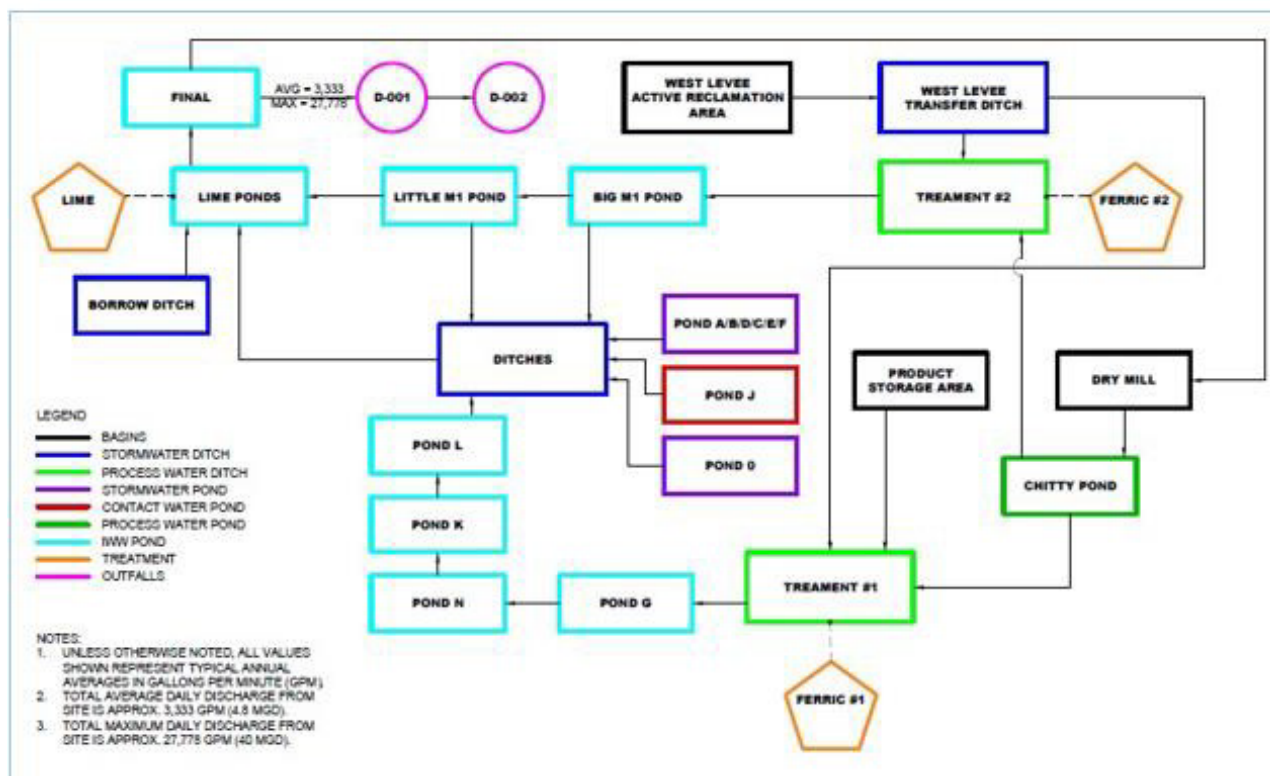 FINAL
AVG = 3,333
MAX = 27,778
D-001
D-002
WEST LEVEE
ACTIVE RECLAMATION
AREA
WEST LEVEE
TRANSFER DITCH
LIME
LIME PONDS
LITTLE M1 POND
BIG M1 POND
TREAMENT #2
FERRIC #2
BORROW DITCH
DITCHES
POND A/B/D/C/E/F
PRODUCT
STORAGE AREA
DRY MILL
POND J
POND L
POND 0
CHITTY POND
POND K
POND N
POND G
TREAMENT #1
FERRIC #1
LEGEND
BASINS
STORMWATER DITCH
PROCESS WATER DITCH
STORMWATER POND
CONTACT WATER POND
PROCESS WATER POND
IWW POND
TREATMENT
OUTFALLS
NOTES:
1. UNLESS OTHERWISE NOTED, ALL VALUES
SHOWN REPRESENT TYPICAL ANNUAL
AVERAGES IN GALLONS PER MINUTE (GPM).
2. TOTAL AVERAGE DAILY DISCHARGE FROM
SITE IS APPROX. 3,333 GPM (4.8 MGD).
3. TOTAL MAXIMUM DAILY DISCHARGE FROM
SITE IS APPROX. 27,778 GPM (40 MGD).